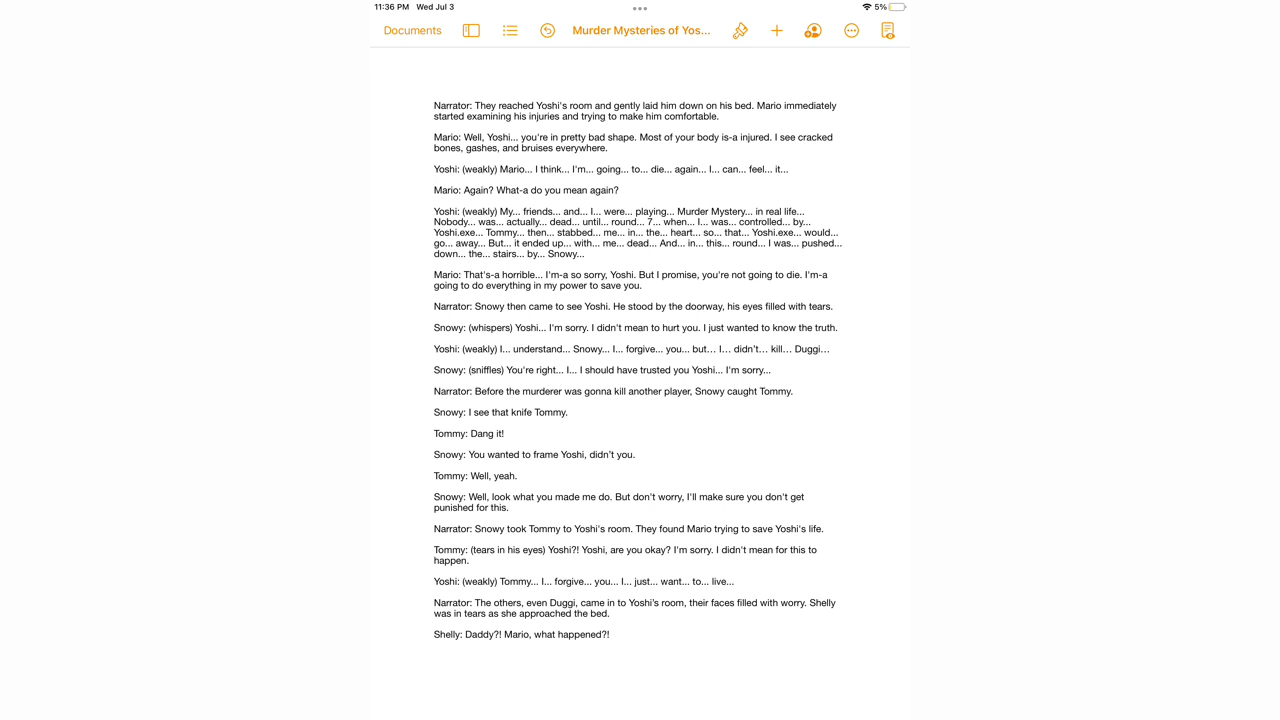 11:36 PM Wed Jul 3
5%
Documents
Murder Mysteries of Yos...
Narrator: They reached Yoshi's room and gently laid him down on his bed. Mario immediately
started examining his injuries and trying to make him comfortable.
Mario: Well, Yoshi... you're in pretty bad shape. Most of your body is-a injured. I see cracked
bones, gashes, and bruises everywhere.
Yoshi: (weakly) Mario... I think... I'm... going... to... die... again... I... can... feel... it...
Mario: Again? What-a do you mean again?
Yoshi: (weakly) My... friends... and... I... were... playing... Murder Mystery... in real life...
Nobody... was... actually... dead... until... round... 7... when... I... was... controlled... by...
Yoshi.exe... Tommy... then... stabbed... me... in... the... heart... so... that... Yoshi.exe... would...
go... away... But... it ended up... with... me... dead... And... in... this... round... I was... pushed...
down... the... stairs... by... Snowy...
Mario: That's-a horrible... I'm-a so sorry, Yoshi. But I promise, you're not going to die. I'm-a
going to do everything in my power to save you.
Narrator: Snowy then came to see Yoshi. He stood by the doorway, his eyes filled with tears.
Snowy: (whispers) Yoshi... I'm sorry. I didn't mean to hurt you. I just wanted to know the truth.
Yoshi: (weakly) I... understand... Snowy... I... forgive... you... but… I… didn’t… kill… Duggi…
Snowy: (sniffles) You're right... I... I should have trusted you Yoshi... I'm sorry...
Narrator: Before the murderer was gonna kill another player, Snowy caught Tommy.
Snowy: I see that knife Tommy.
Tommy: Dang it!
Snowy: You wanted to frame Yoshi, didn’t you.
Tommy: Well, yeah.
Snowy: Well, look what you made me do. But don't worry, I'll make sure you don't get
punished for this.
Narrator: Snowy took Tommy to Yoshi's room. They found Mario trying to save Yoshi's life.
Tommy: (tears in his eyes) Yoshi?! Yoshi, are you okay? I'm sorry. I didn't mean for this to
happen.
Yoshi: (weakly) Tommy... I... forgive... you... I... just... want... to... live...
Narrator: The others, even Duggi, came in to Yoshi’s room, their faces filled with worry. Shelly
was in tears as she approached the bed.
Shelly: Daddy?! Mario, what happened?!